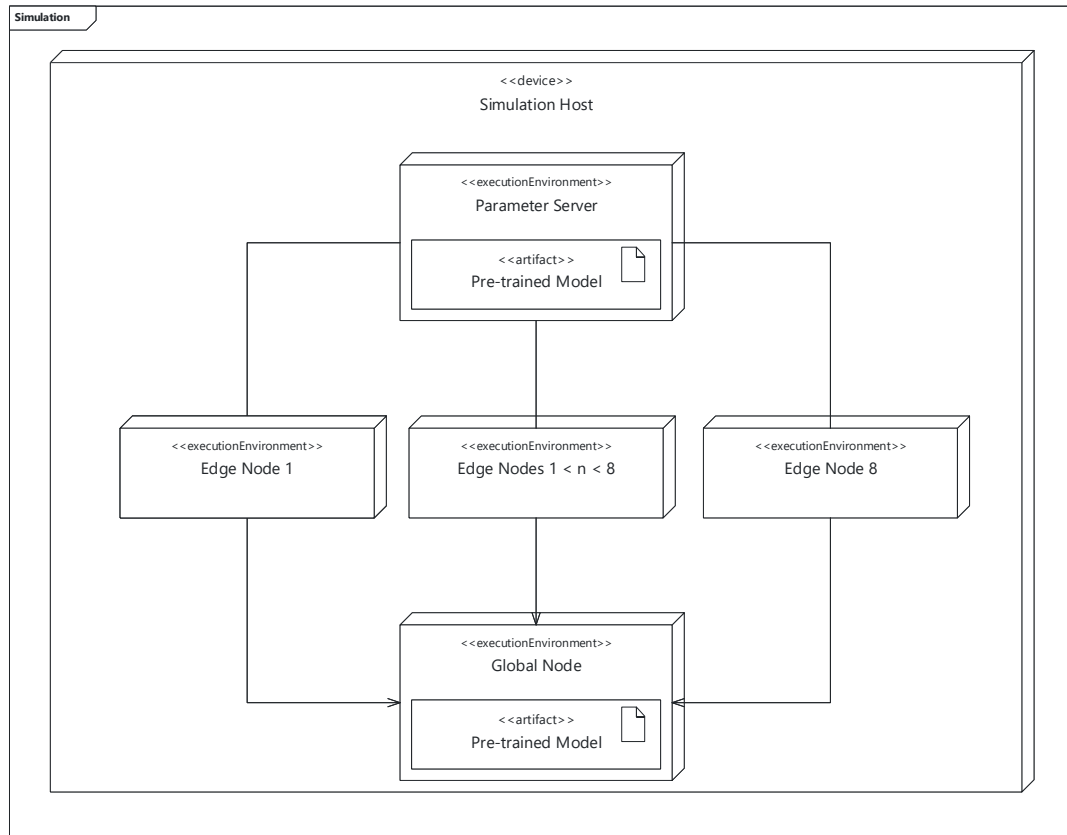 Simulation
<<device>>
Simulation Host
<<executionEnvironment>>
Parameter Server
<<artifact>>
Pre-trained Model
<<executionEnvironment>>
Edge Node 1
<<executionEnvironment>>
Edge Nodes 1 < n < 8
<<executionEnvironment>>
Edge Node 8
<<executionEnvironment>>
Global Node
<<artifact>>
Pre-trained Model